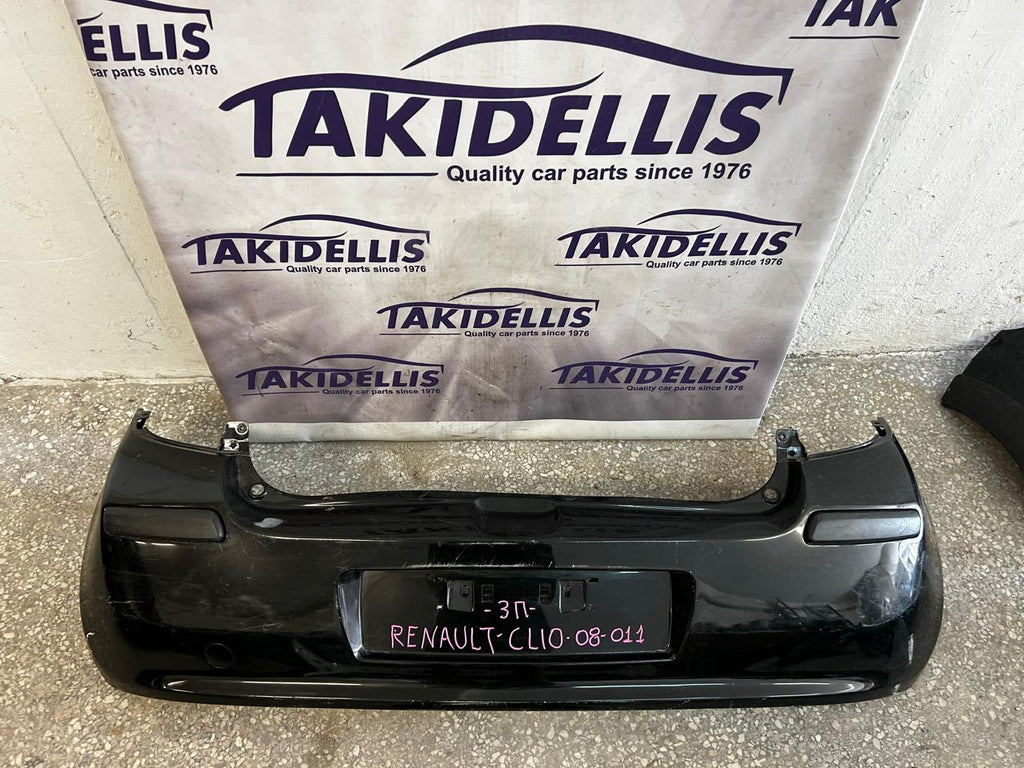 ELLIS
car parts since 1976
TAK
TAKIDELLIS
Quality car parts since 1976
TAKIDELLIS
Quality car parts since 1976
TAKIDELLIS
Quality car parts since 1976
TAKIDELLIS
Quality car parts since 1976
TAKIDELLIS
Quality car parts since 1976
TAKIDELLIS
Quality car parts since 1976
-3Π-
RENAULT-CLIO-08-011